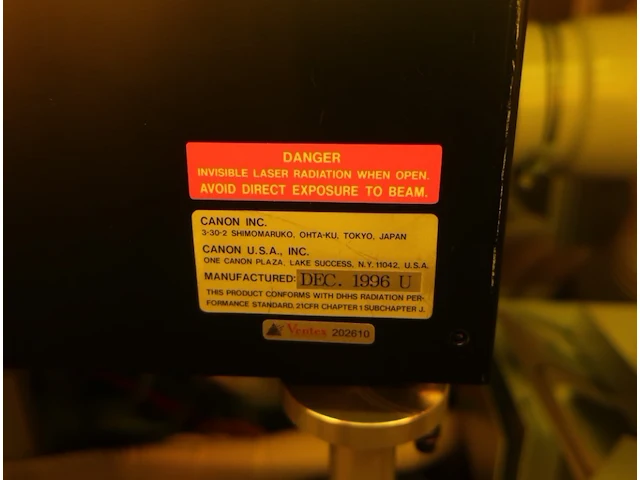 DANGER
INVISIBLE LASER RADIATION WHEN OPEN.
AVOID DIRECT EXPOSURE TO BEAM.
CANON INC.
3-30-2 SHIMOMARUKO, OHTA-KU, TOKYO, JAPAN
CANON U.S.A., INC.
ONE CANON PLAZA, LAKE SUCCESS, N.Y. 11042, U.S.A.
MANUFACTURED: DEC. 1996 U
THIS PRODUCT CONFORMS WITH DHHS RADIATION PER-
FORMANCE STANDARD, 21CFR CHAPTER 1 SUBCHAPTER J.
Ventex 202610